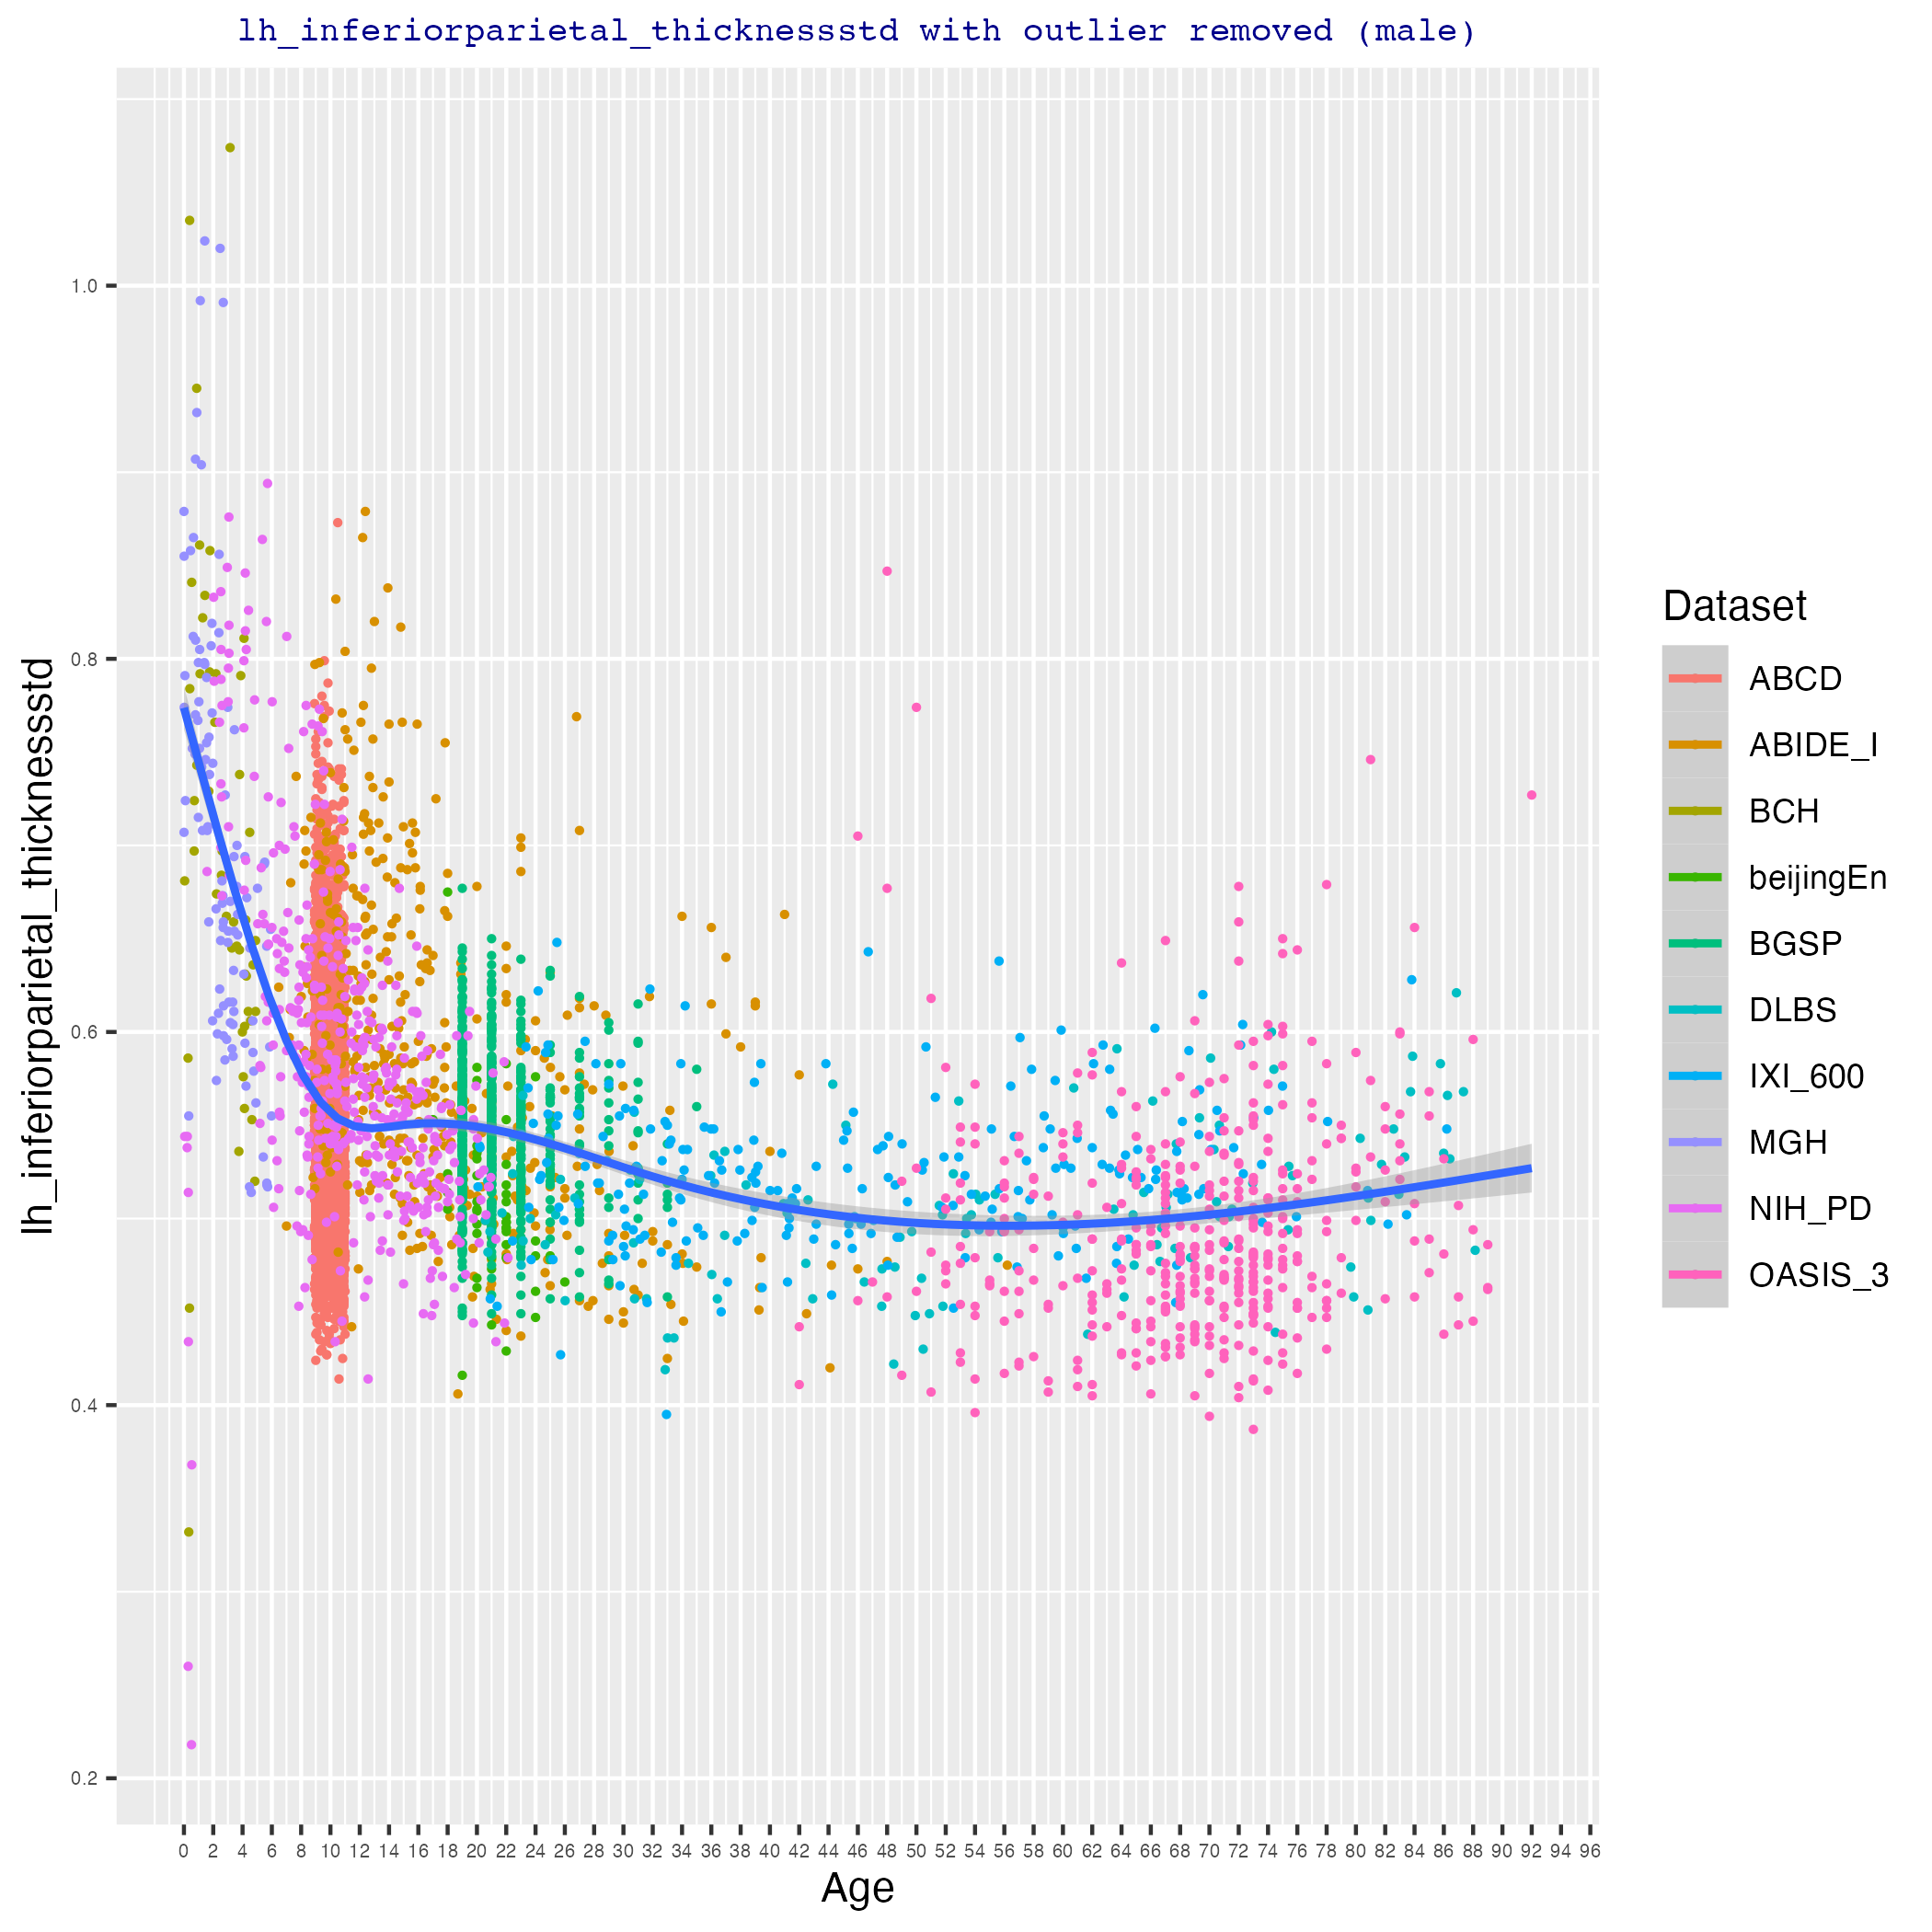 lh_inferiorparietal_thicknessstd with outlier removed (male)
lh_inferiorparietal_thicknessstd
1.0
0.8
0.6
0.4
0.2
0 2 4 6 8 10 12 14 16 18 20 22 24 26 28 30 32 34 36 38 40 42 44 46 48 50 52 54 56 58 60 62 64 66 68 70 72 74 76 78 80 82 84 86 88 90 92 94 96
Age
Dataset
ABCD
ABIDE_I
BCH
beijingEn
BGSP
DLBS
IXI_600
MGH
NIH_PD
OASIS_3